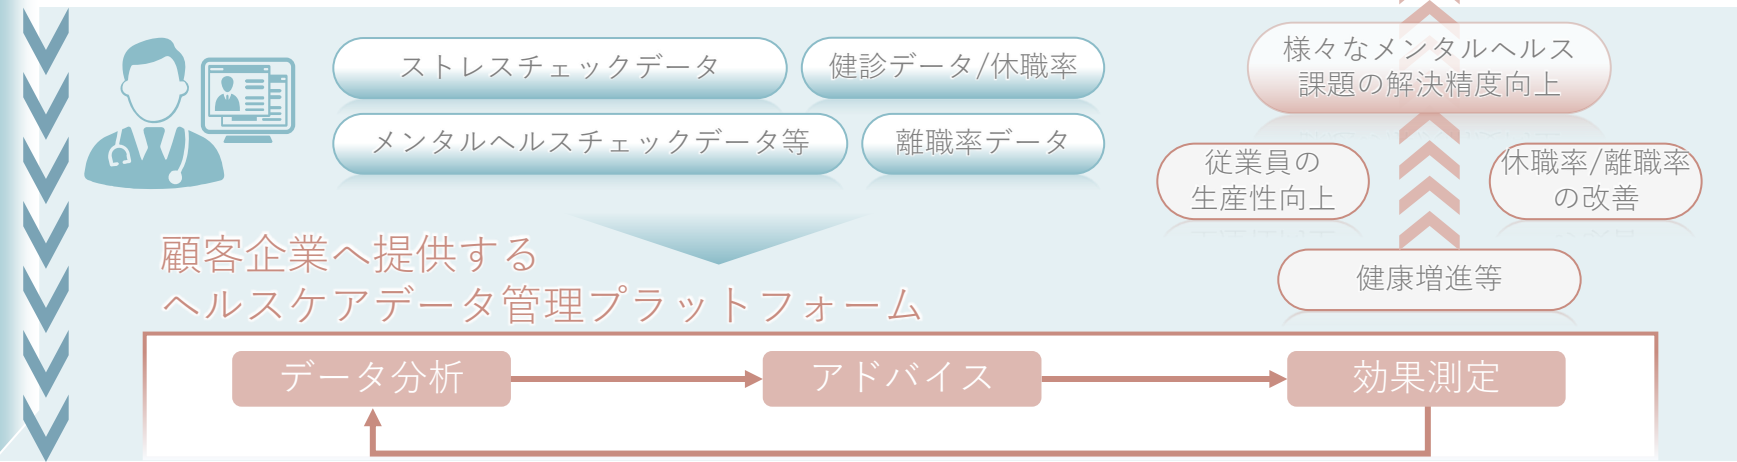 ストレスチェックデータ
健診データ/休職率
メンタルヘルスチェックデータ等
離職率データ
様々なメンタルヘルス
課題の解決精度向上
従業員の
生産性向上
休職率/離職率
の改善
健康増進等
顧客企業へ提供する
ヘルスケアデータ管理プラットフォーム
データ分析
アドバイス
効果測定